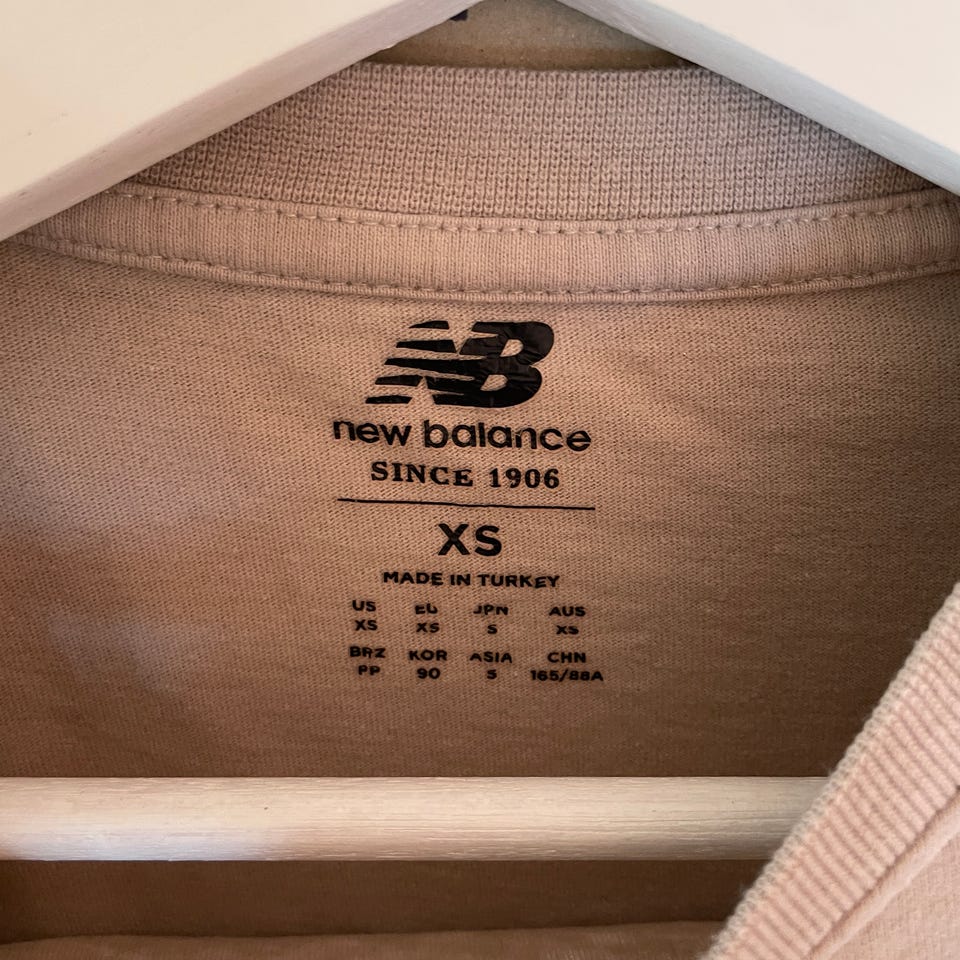 NB
new balance
SINCE 1906
XS
MADE IN TURKEY
US EU JPN AUS
XS XS S XS
BRZ KOR ASIA CHN
PP 90 S 165/88A